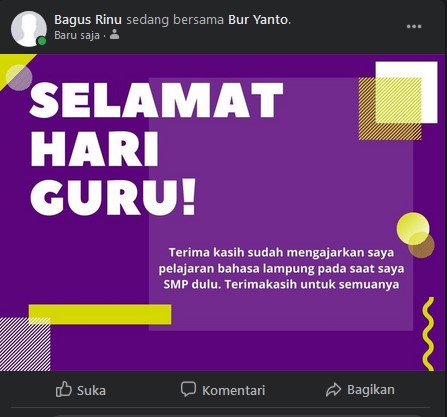 Bagus Rinu sedang bersama Bur Yanto.
Baru saja ·
SELAMAT
HARI
GURU!
Terima kasih sudah mengajarkan saya
pelajaran bahasa lampung pada saat saya
SMP dulu. Terimakasih untuk semuanya
Suka
Komentari
Bagikan